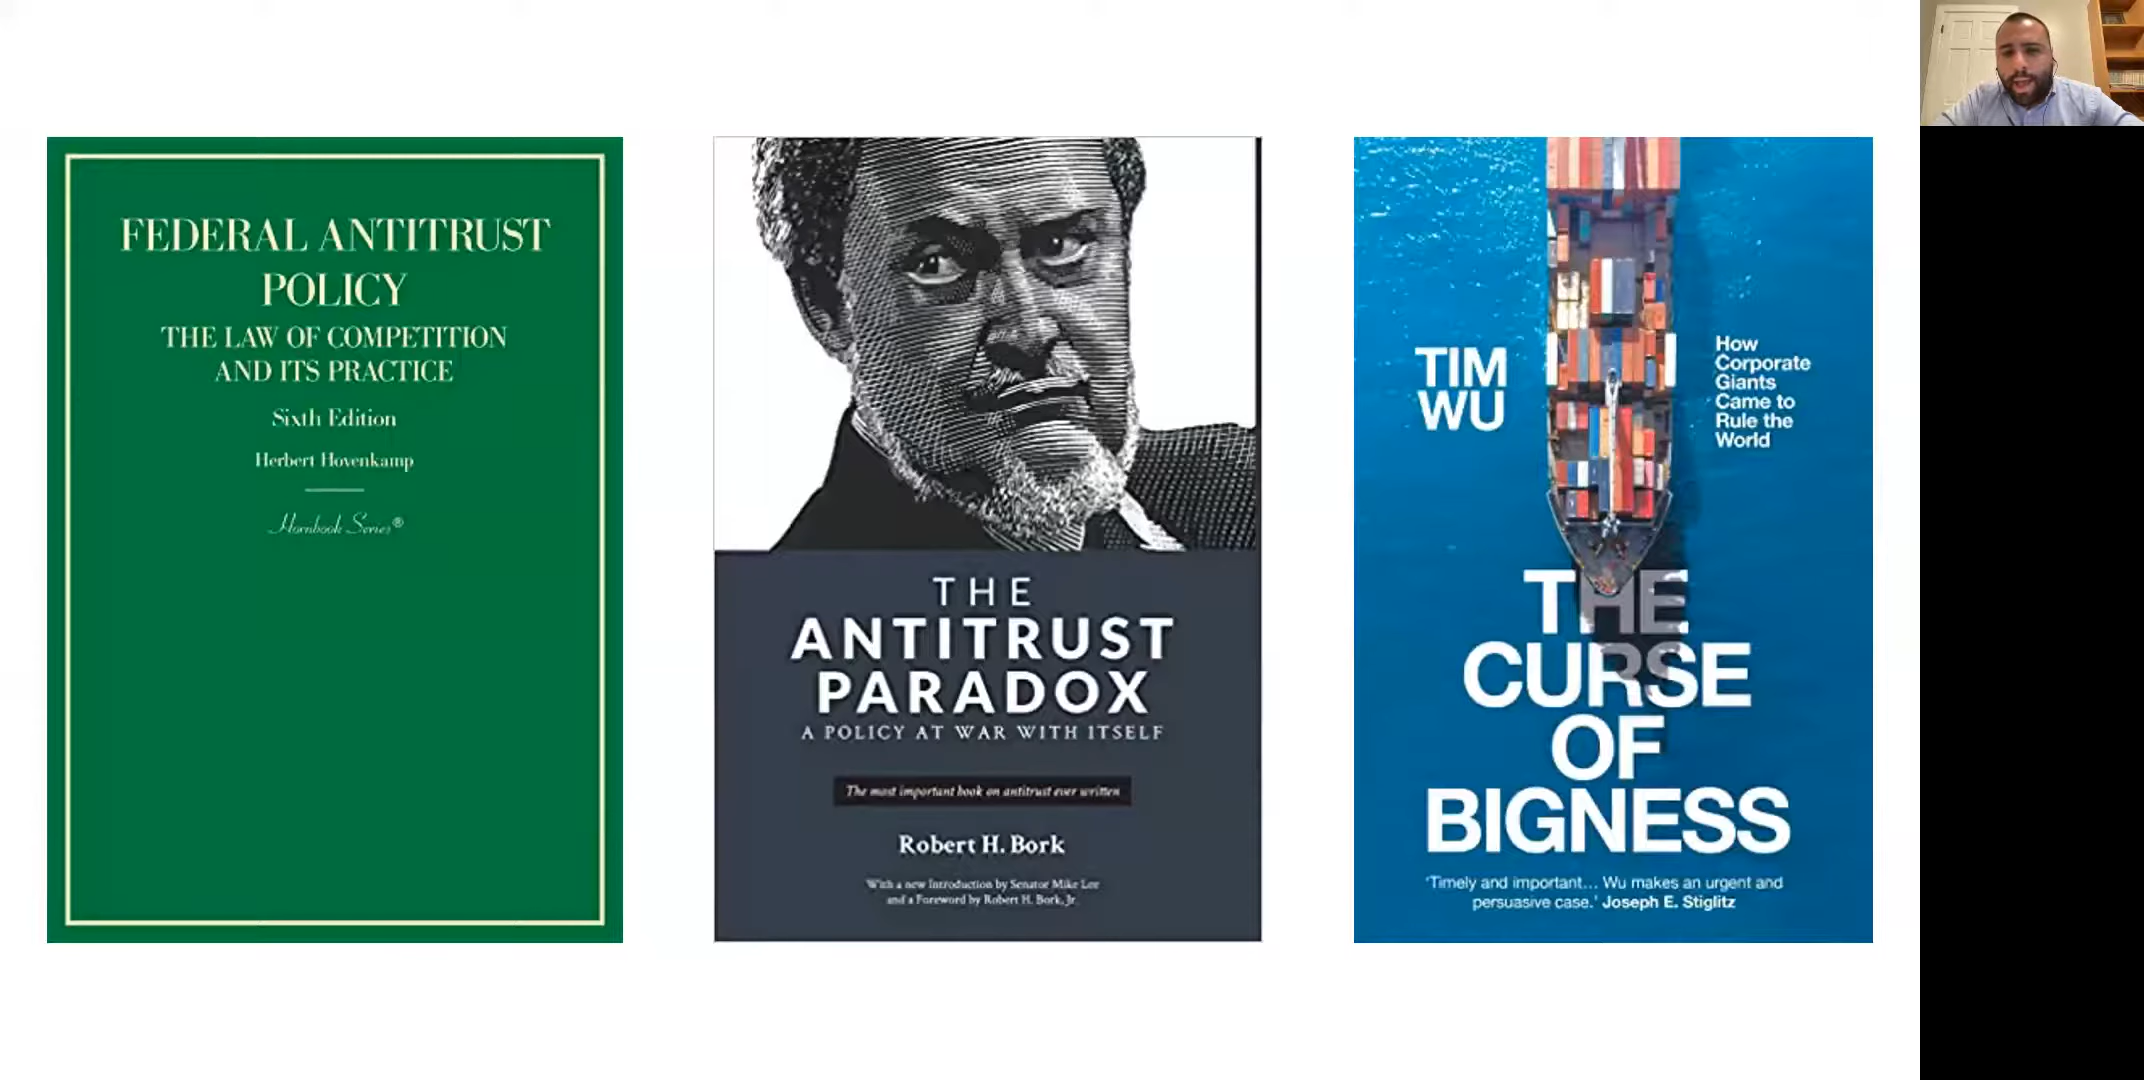 FEDERAL ANTITRUST
POLICY
THE LAW OF COMPETITION
AND ITS PRACTICE
Sixth Edition
Herbert Hovenkamp
Hornbook Series®
THE
ANTITRUST
PARADOX
A POLICY AT WAR WITH ITSELF
The most important book on antitrust ever written
Robert H. Bork
With a new Introduction by Senator Mike Lee
and a Foreword by Robert H. Bork, Jr.
TIM
WU
How
Corporate
Giants
Came to
Rule the
World
THE
CURSE
OF
BIGNESS
'Timely and important... Wu makes an urgent and
persuasive case.' Joseph E. Stiglitz